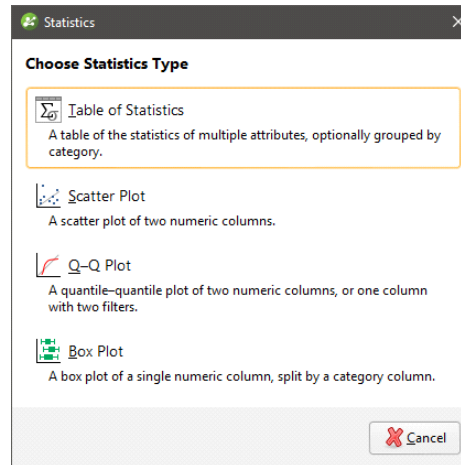 Statistics
Choose Statistics Type
Table of Statistics
A table of the statistics of multiple attributes, optionally grouped by
category.
Scatter Plot
A scatter plot of two numeric columns.
Q–Q Plot
A quantile–quantile plot of two numeric columns, or one column
with two filters.
Box Plot
A box plot of a single numeric column, split by a category column.
Cancel